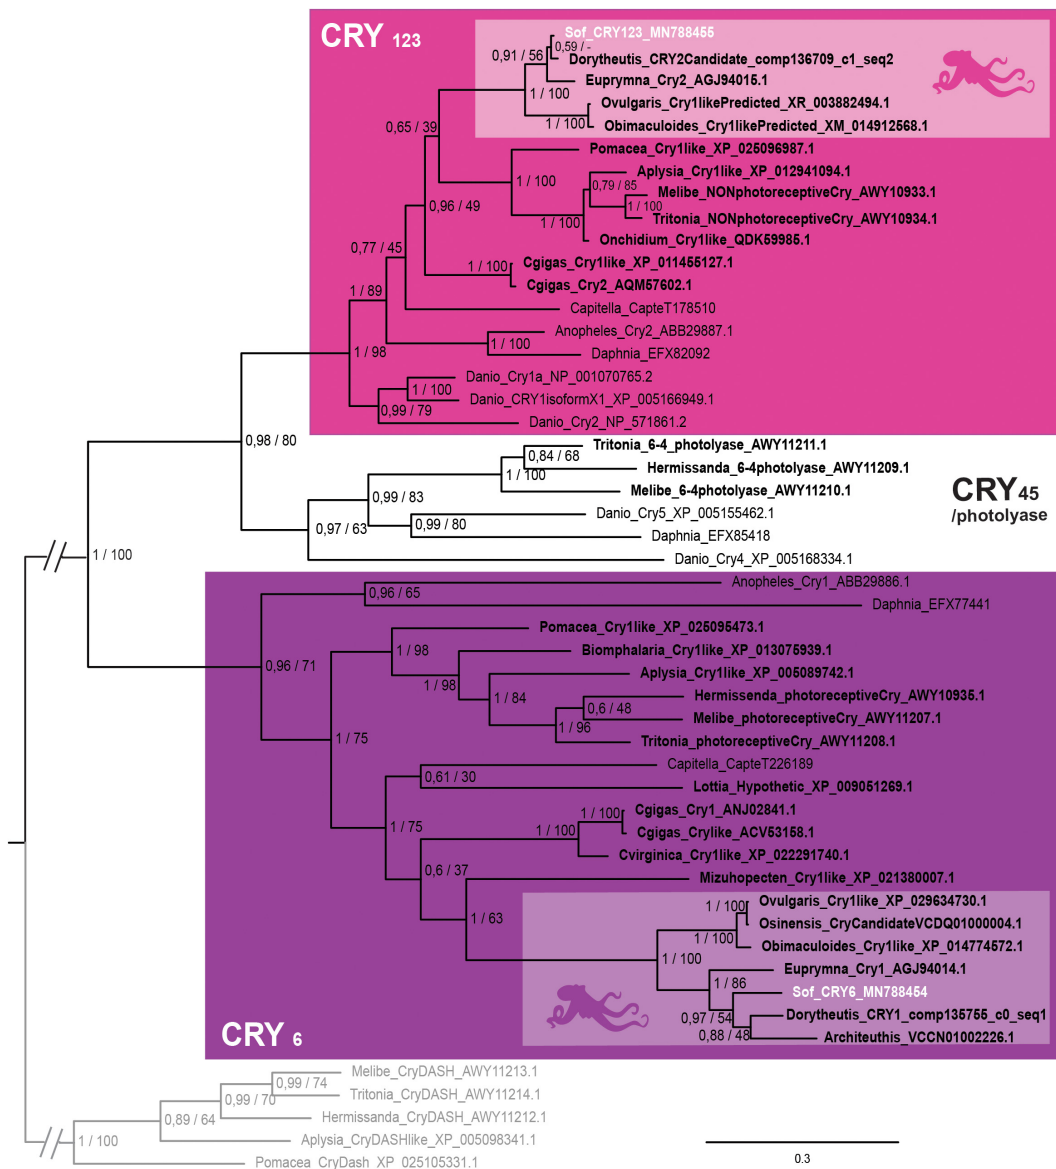 CRY 123
Sof_CRY123_MN788455
0,59 / -
0,91 / 56
Dorytheutis_CRY2Candidate_comp136709_c1_seq2
Euprymna_Cry2_AGJ94015.1
1 / 100
Ovulgaris_Cry1likePredicted_XR_003882494.1
0,65 / 39
1 / 100
Obimaculoides_Cry1likePredicted_XM_014912568.1
Pomacea_Cry1like_XP_025096987.1
Aplysia_Cry1like_XP_012941094.1
1 / 100
0,79 / 85
Melibe_NONphotoreceptiveCry_AWY10933.1
0,96 / 49
1 / 100
1 / 100
Tritonia_NONphotoreceptiveCry_AWY10934.1
Onchidium_Cry1like_QDK59985.1
0,77 / 45
1 / 100
Cgigas_Cry1like_XP_011455127.1
Cgigas_Cry2_AQM57602.1
1 / 89
Capitella_CapteT178510
Anopheles_Cry2_ABB29887.1
1 / 100
1 / 98
Daphnia_EFX82092
Danio_Cry1a_NP_001070765.2
1 / 100
Danio_CRY1isoformX1_XP_005166949.1
0,99 / 79
Danio_Cry2_NP_571861.2
0,98 / 80
Tritonia_6-4_photolyase_AWY11211.1
0,84 / 68
Hermissanda_6-4photolyase_AWY11209.1
1 / 100
Melibe_6-4photolyase_AWY11210.1
CRY45
/photolyase
0,99 / 83
Danio_Cry5_XP_005155462.1
0,97 / 63
0,99 / 80
Daphnia_EFX85418
1 / 100
Danio_Cry4_XP_005168334.1
Anopheles_Cry1_ABB29886.1
0,96 / 65
Daphnia_EFX77441
Pomacea_Cry1like_XP_025095473.1
1 / 98
Biomphalaria_Cry1like_XP_013075939.1
0,96 / 71
Aplysia_Cry1like_XP_005089742.1
1 / 98
1 / 84
Hermissenda_photoreceptiveCry_AWY10935.1
0,6 / 48
Melibe_photoreceptiveCry_AWY11207.1
1 / 96
1 / 75
Tritonia_photoreceptiveCry_AWY11208.1
Capitella_CapteT226189
0,61 / 30
Lottia_Hypothetic_XP_009051269.1
1 / 100
Cgigas_Cry1_ANJ02841.1
1 / 75
1 / 100
Cgigas_Crylike_ACV53158.1
Cvirginica_Cry1like_XP_022291740.1
0,6 / 37
Mizuhopecten_Cry1like_XP_021380007.1
1 / 100
Ovulgaris_Cry1like_XP_029634730.1
1 / 63
Osinensis_CryCandidateVCDQ01000004.1
1 / 100
Obimaculoides_Cry1like_XP_014774572.1
1 / 100
Euprymna_Cry1_AGJ94014.1
1 / 86
Sof_CRY6_MN788454
0,97 / 54
Dorytheutis_CRY1_comp135755_c0_seq1
0,88 / 48
Architeuthis_VCCN01002226.1
CRY 6
Melibe_CryDASH_AWY11213.1
0,99 / 74
Tritonia_CryDASH_AWY11214.1
0,99 / 70
Hermissanda_CryDASH_AWY11212.1
0,89 / 64
Aplysia_CryDASHlike_XP_005098341.1
1 / 100
Pomacea_CryDash_XP_025105331.1
0.3